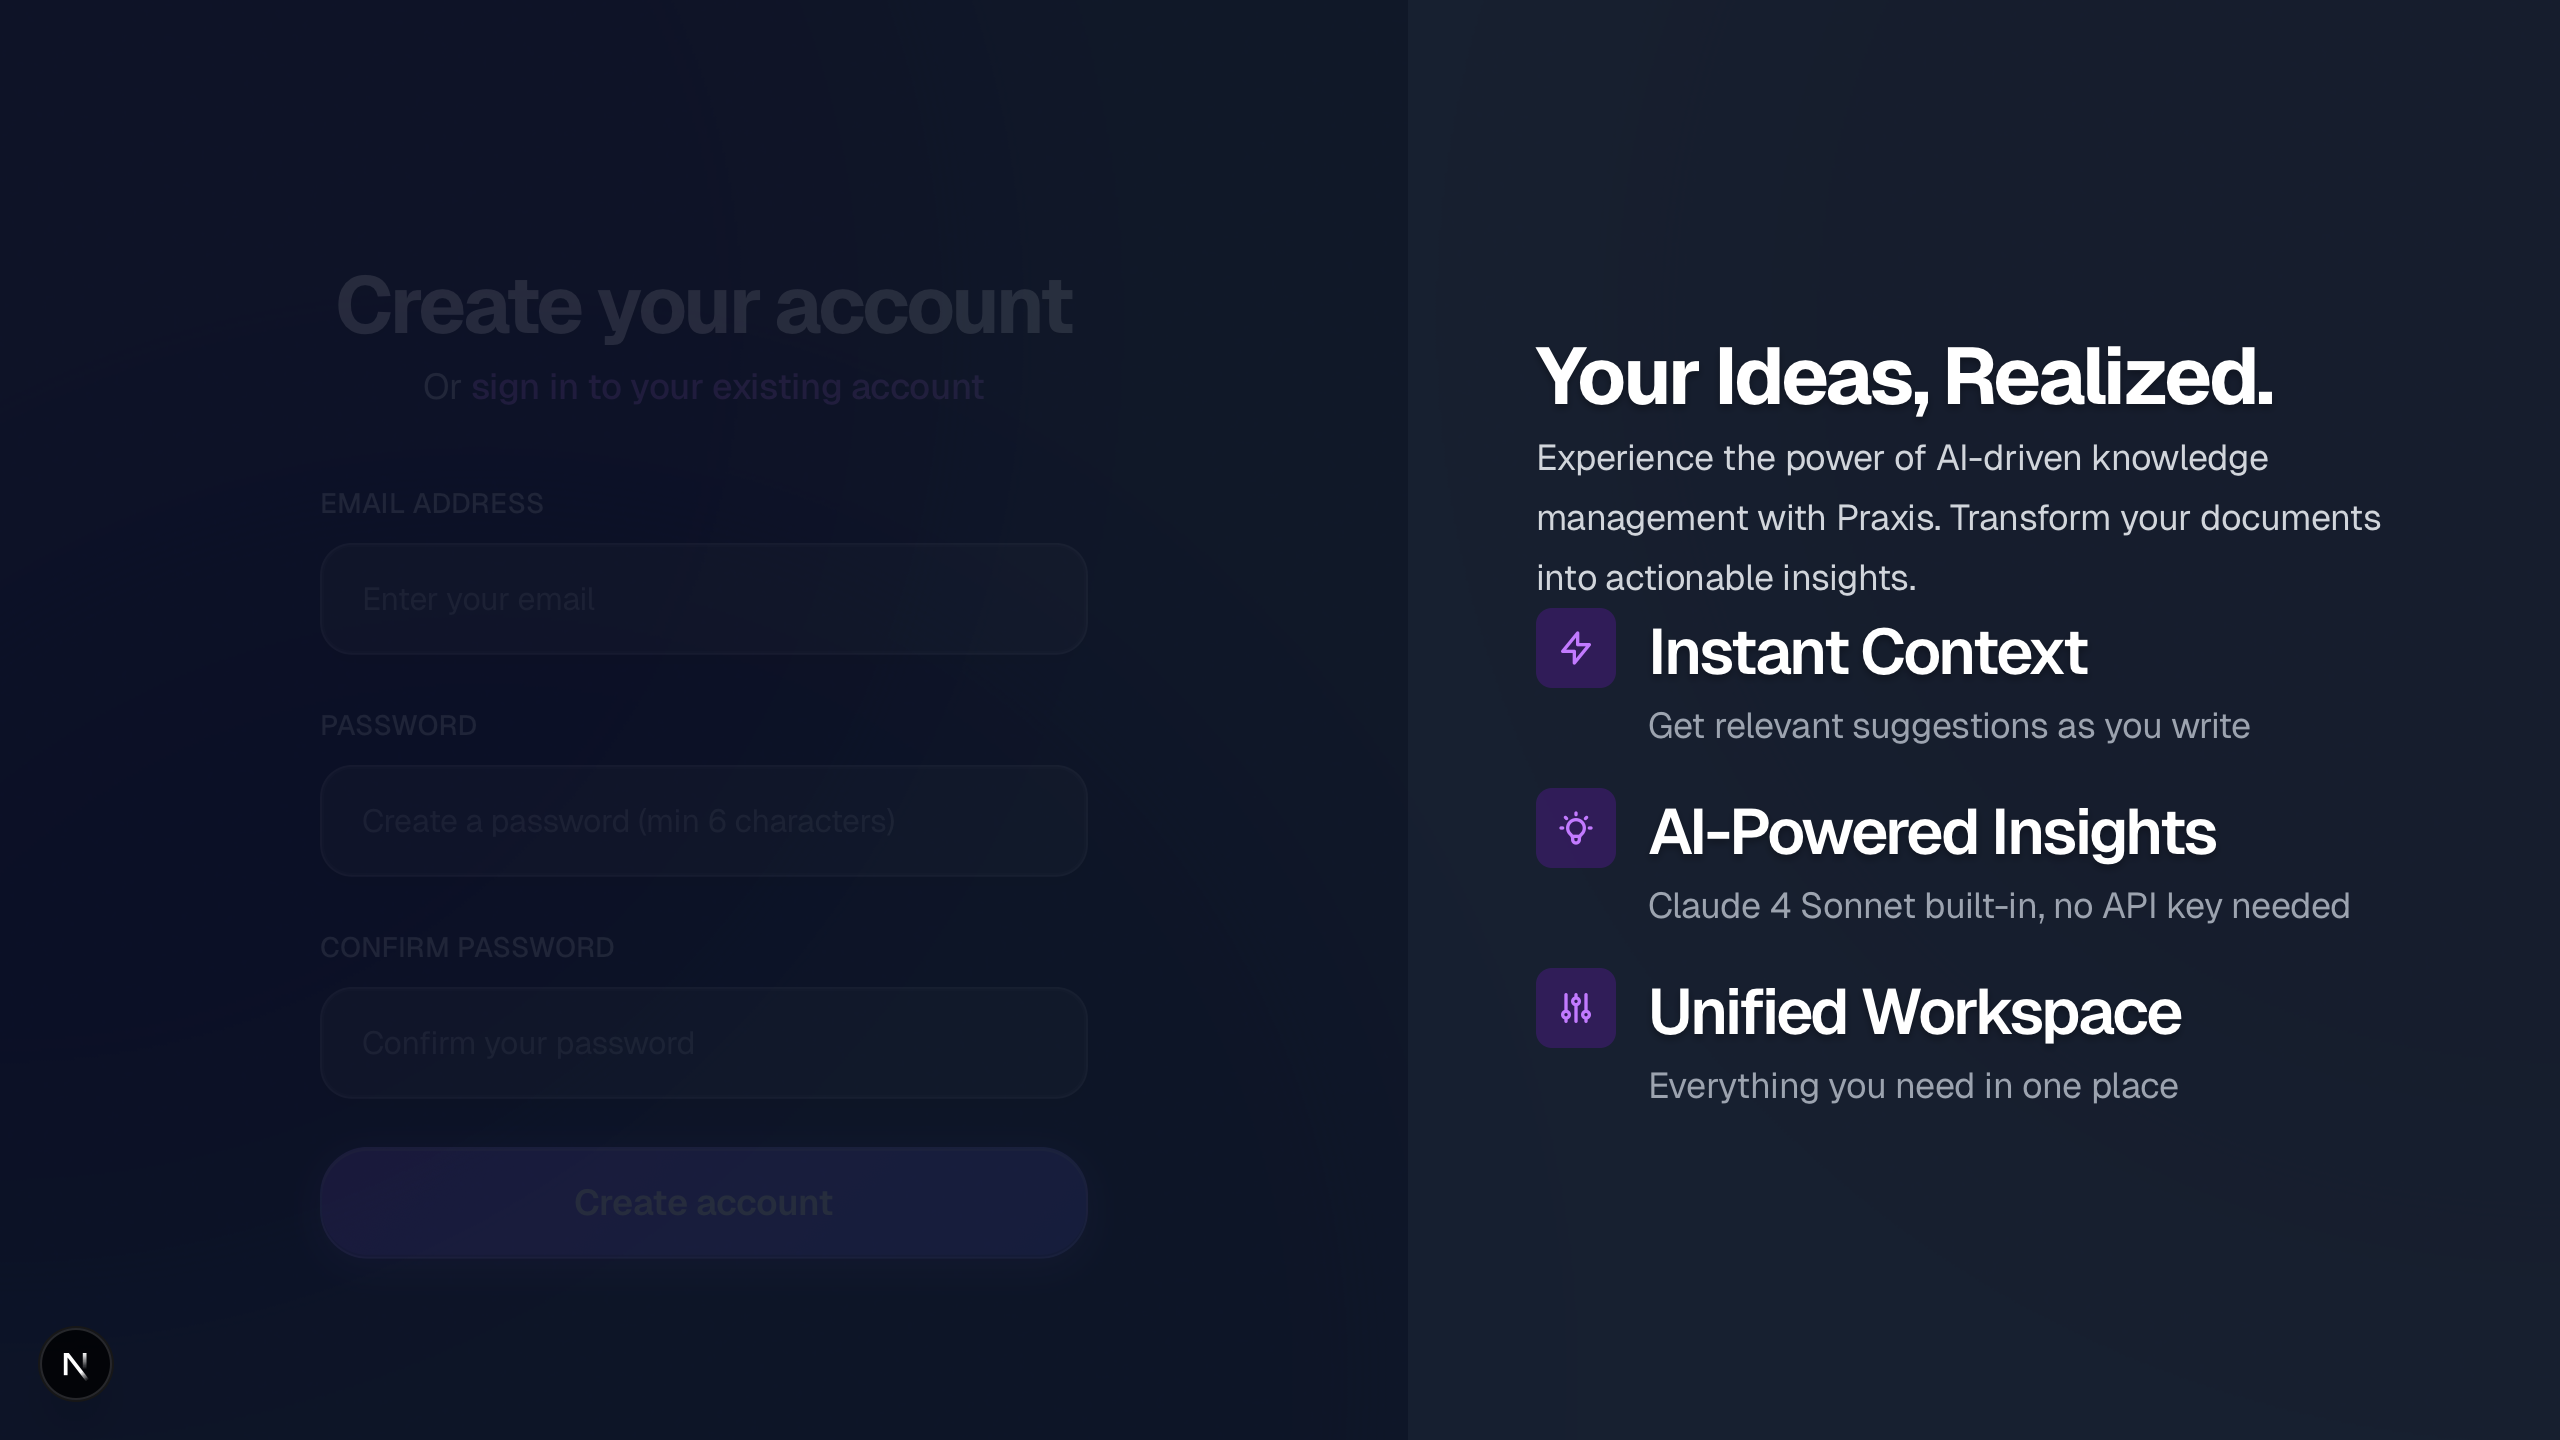 Create your account
Or sign in to your existing account
EMAIL ADDRESS
Enter your email
PASSWORD
Create a password (min 6 characters)
CONFIRM PASSWORD
Confirm your password
Create account
N
Your Ideas, Realized.
Experience the power of AI-driven knowledge
management with Praxis. Transform your documents
into actionable insights.
Instant Context
Get relevant suggestions as you write
AI-Powered Insights
Claude 4 Sonnet built-in, no API key needed
Unified Workspace
Everything you need in one place